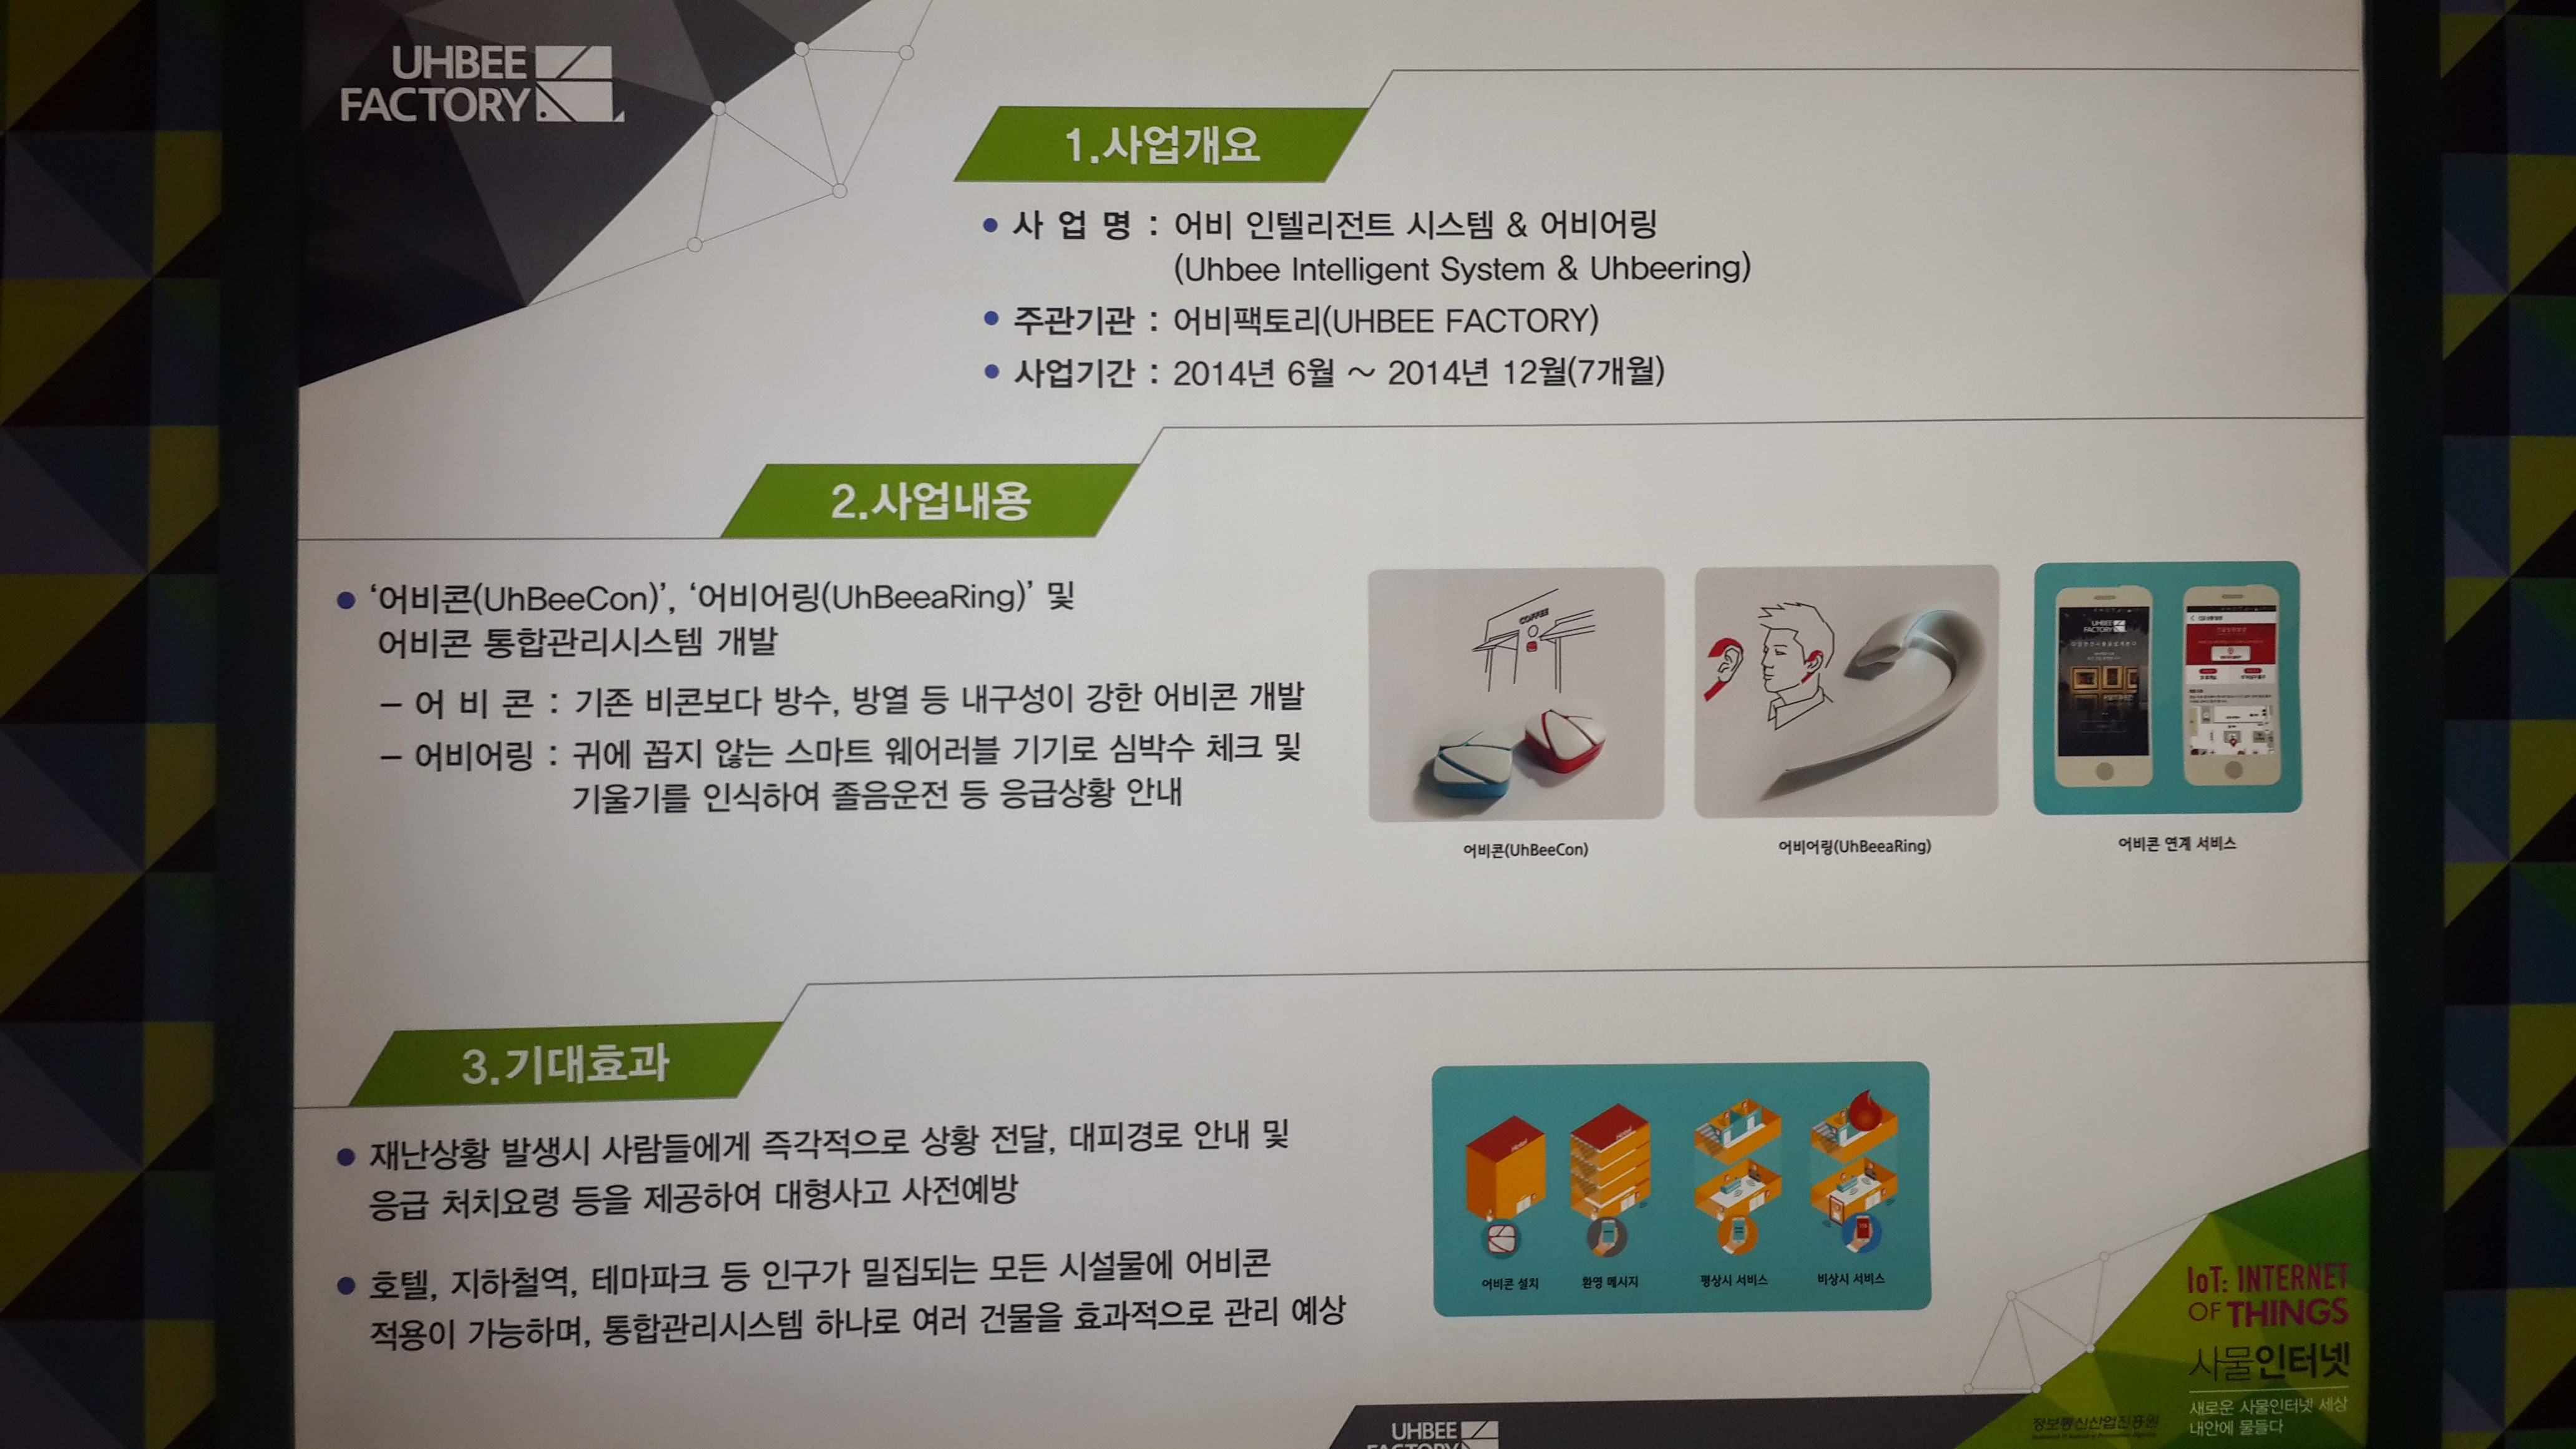 UHBEE
FACTORY
1.사업개요
● 사 업 명 : 어비 인텔리전트 시스템 & 어비어링
(Uhbee Intelligent System & Uhbeering)
● 주관기관 : 어비팩토리(UHBEE FACTORY)
● 사업기간 : 2014년 6월 ~ 2014년 12월(7개월)
2.사업내용
● '어비콘(UhBeeCon)', '어비어링(UhBeeaRing)' 및
어비콘 통합관리시스템 개발
– 어 비 콘 : 기존 비콘보다 방수, 방열 등 내구성이 강한 어비콘 개발
– 어비어링 : 귀에 꼽지 않는 스마트 웨어러블 기기로 심박수 체크 및
기울기를 인식하여 졸음운전 등 응급상황 안내
COFFEE
UHBEE
FACTORY
어비콘(UhBeeCon)
어비어링(UhBeeaRing)
어비콘 연계 서비스
3.기대효과
● 재난상황 발생시 사람들에게 즉각적으로 상황 전달, 대피경로 안내 및
응급 처치요령 등을 제공하여 대형사고 사전예방
● 호텔, 지하철역, 테마파크 등 인구가 밀집되는 모든 시설물에 어비콘
적용이 가능하며, 통합관리시스템 하나로 여러 건물을 효과적으로 관리 예상
Hotel
Hotel
어비콘 설치
환영 메시지
평상시 서비스
비상시 서비스
IoT: INTERNET
OF THINGS
사물인터넷
새로운 사물인터넷 세상
내안에 물들다
정보통신산업진흥원
UHBEE
FACTORY